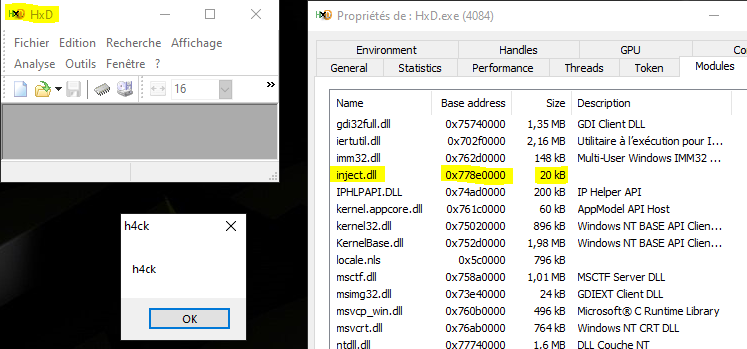 HxD
Fichier Edition Recherche Affichage
Analyse Outils Fenêtre ?
16
»
h4ck
h4ck
OK
Propriétés de : HxD.exe (4084)
Environment Handles GPU Co
General Statistics Performance Threads Token Modules
Name Base address Size Description
gdi32full.dll 0x75740000 1,35 MB GDI Client DLL
iertutil.dll 0x702f0000 2,16 MB Utilitaire à l'exécution pour I...
imm32.dll 0x762d0000 148 kB Multi-User Windows IMM32 ...
inject.dll 0x778e0000 20 kB
IPHLPAPI.DLL 0x74ad0000 200 kB IP Helper API
kernel.appcore.dll 0x761c0000 60 kB AppModel API Host
kernel32.dll 0x75020000 896 kB Windows NT BASE API Clien...
KernelBase.dll 0x752d0000 1,98 MB Windows NT BASE API Clien...
locale.nls 0x5c0000 796 kB
msctf.dll 0x758a0000 1,01 MB MSCTF Server DLL
msimg32.dll 0x73e40000 24 kB GDIEXT Client DLL
msvcp_win.dll 0x760b0000 496 kB Microsoft® C Runtime Library
msvcrt.dll 0x76ab0000 764 kB Windows NT CRT DLL
ntdll.dll 0x77740000 1,64 MB DLL Couche NT